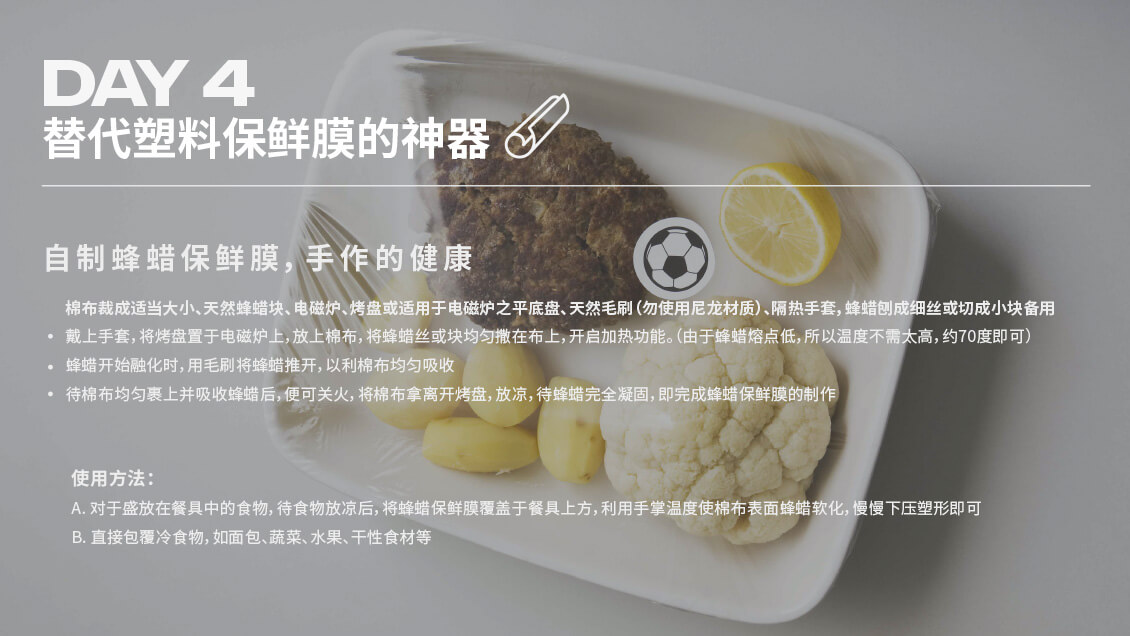 DAY 4
替代塑料保鲜膜的神器
自制蜂蜡保鲜膜，手作的健康
棉布裁成适当大小、天然蜂蜡块、电磁炉、烤盘或适用于电磁炉之平底盘、天然毛刷（勿使用尼龙材质）、隔热手套，蜂蜡刨成细丝或切成小块备用
• 戴上手套，将烤盘置于电磁炉上，放上棉布，将蜂蜡丝或块均匀撒在布上，开启加热功能。（由于蜂蜡熔点低，所以温度不需太高，约70度即可）
• 蜂蜡开始融化时，用毛刷将蜂蜡推开，以利棉布均匀吸收
• 待棉布均匀裹上并吸收蜂蜡后，便可关火，将棉布拿离开烤盘，放凉，待蜂蜡完全凝固，即完成蜂蜡保鲜膜的制作
使用方法：
A. 对于盛放在餐具中的食物，待食物放凉后，将蜂蜡保鲜膜覆盖于餐具上方，利用手掌温度使棉布表面蜂蜡软化，慢慢下压塑形即可
B. 直接包覆冷食物，如面包、蔬菜、水果、干性食材等